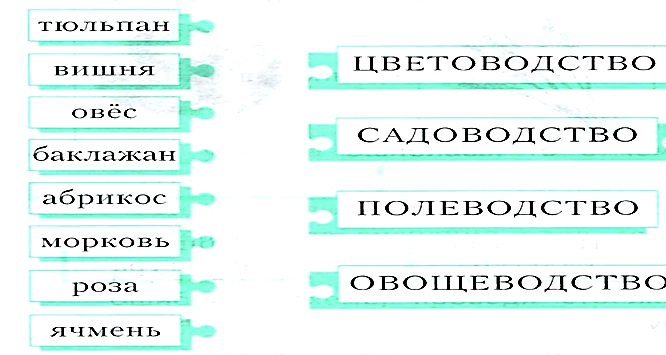 тюльпан
вишня
овёс
баклажан
абрикос
морковь
роза
ячмень
ЦВЕТОВОДСТВО
САДОВОДСТВО
ПОЛЕВОДСТВО
ОВОЩЕВОДСТВО